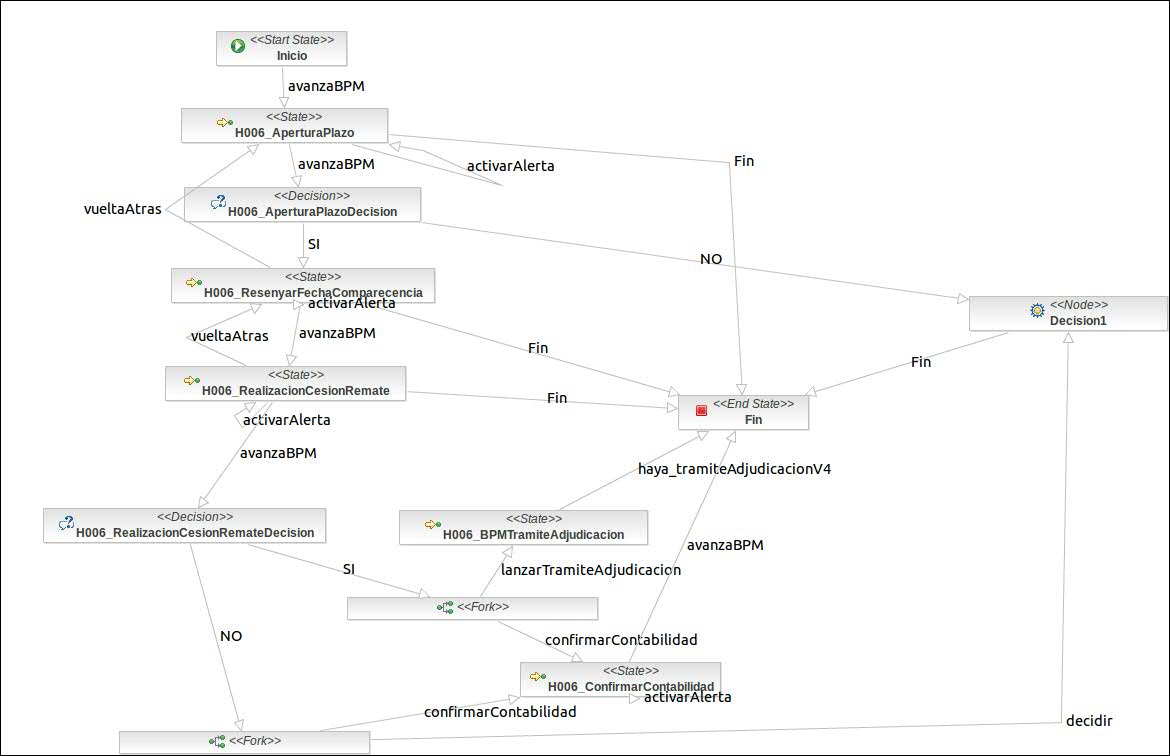 <<Start State>>
Inicio
avanzaBPM
<<State>>
H006_AperturaPlazo
avanzaBPM
activarAlerta
Fin
<<Decision>>
H006_AperturaPlazoDecision
vueltaAtras
SI
NO
<<State>>
H006_ResenyarFechaComparecencia
activarAlerta
<<Node>>
Decision1
vueltaAtras
avanzaBPM
Fin
Fin
<<State>>
H006_RealizacionCesionRemate
Fin
<<End State>>
Fin
activarAlerta
avanzaBPM
haya_tramiteAdjudicacionV4
<<Decision>>
H006_RealizacionCesionRemateDecision
<<State>>
H006_BPMTramiteAdjudicacion
avanzaBPM
SI
lanzarTramiteAdjudicacion
<<Fork>>
NO
confirmarContabilidad
<<State>>
H006_ConfirmarContabilidad
activarAlerta
confirmarContabilidad
decidir
<<Fork>>